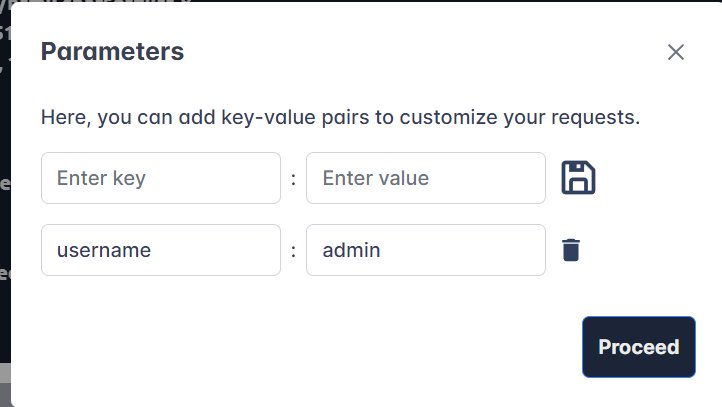 Parameters
Here, you can add key-value pairs to customize your requests.
Enter key : Enter value
username : admin
Proceed